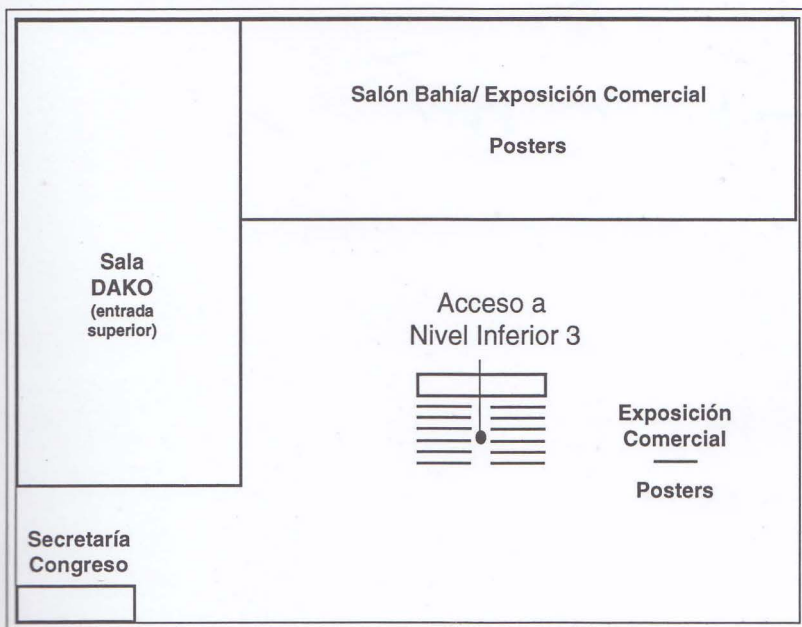 Salón Bahía/ Exposición Comercial
Posters
Sala
DAKO
(entrada
superior)
Acceso a
Nivel Inferior 3
Exposición
Comercial
Posters
Secretaría
Congreso